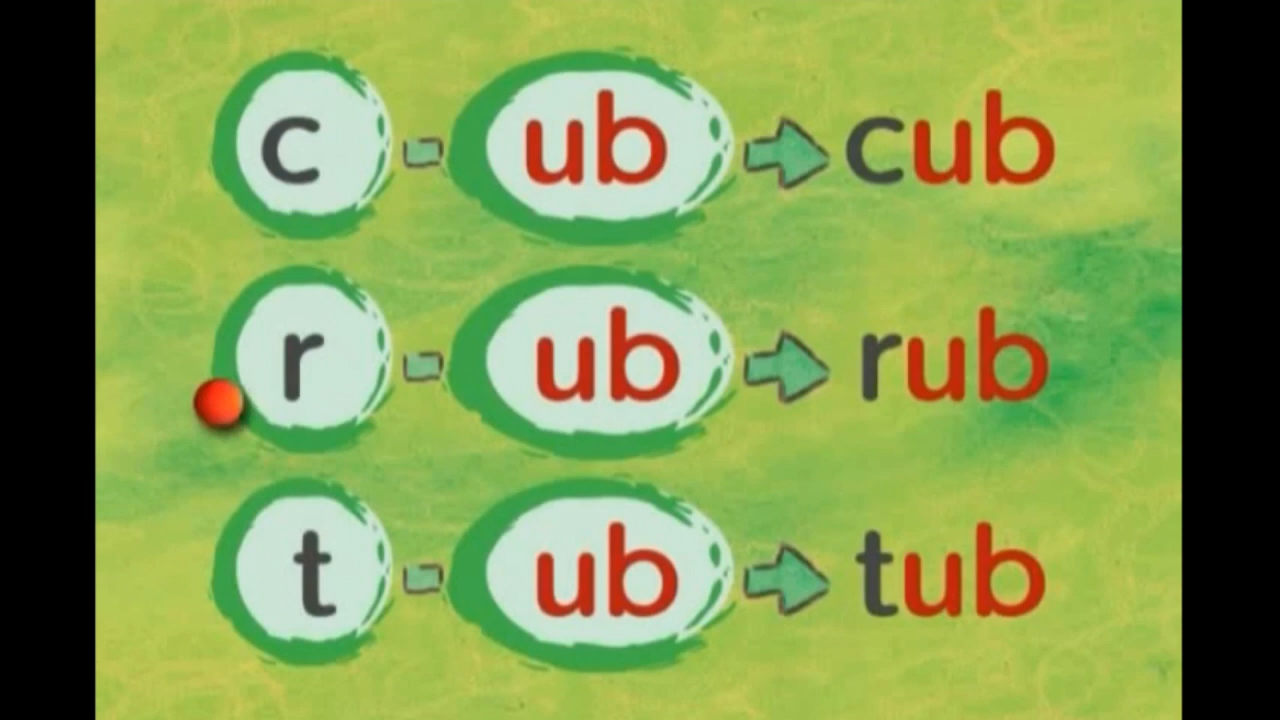 c - ub → cub
r - ub → rub
t - ub → tub